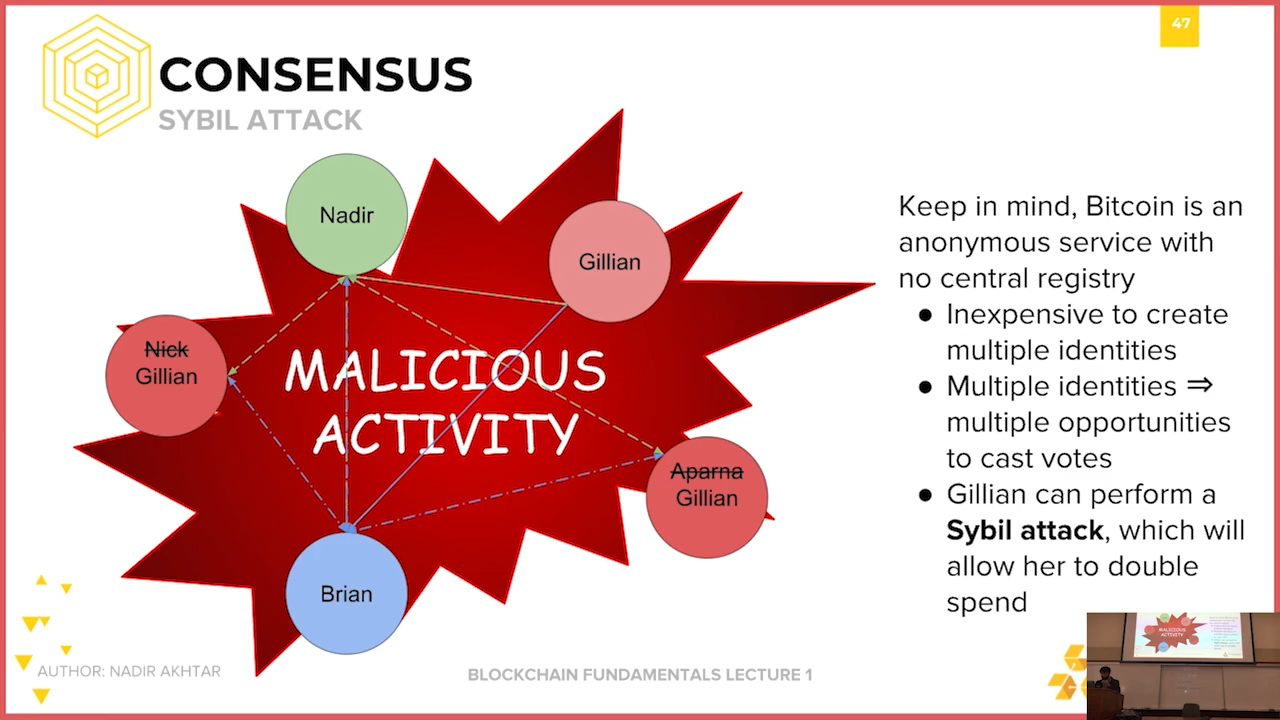 47
CONSENSUS
SYBIL ATTACK
Nadir
Gillian
Nick
Gillian
MALICIOUS
ACTIVITY
Aparna
Gillian
Brian
Keep in mind, Bitcoin is an
anonymous service with
no central registry
● Inexpensive to create
multiple identities
● Multiple identities ⇒
multiple opportunities
to cast votes
● Gillian can perform a
Sybil attack, which will
allow her to double
spend
AUTHOR: NADIR AKHTAR
BLOCKCHAIN FUNDAMENTALS LECTURE 1
MALICIOUS
ACTIVITY